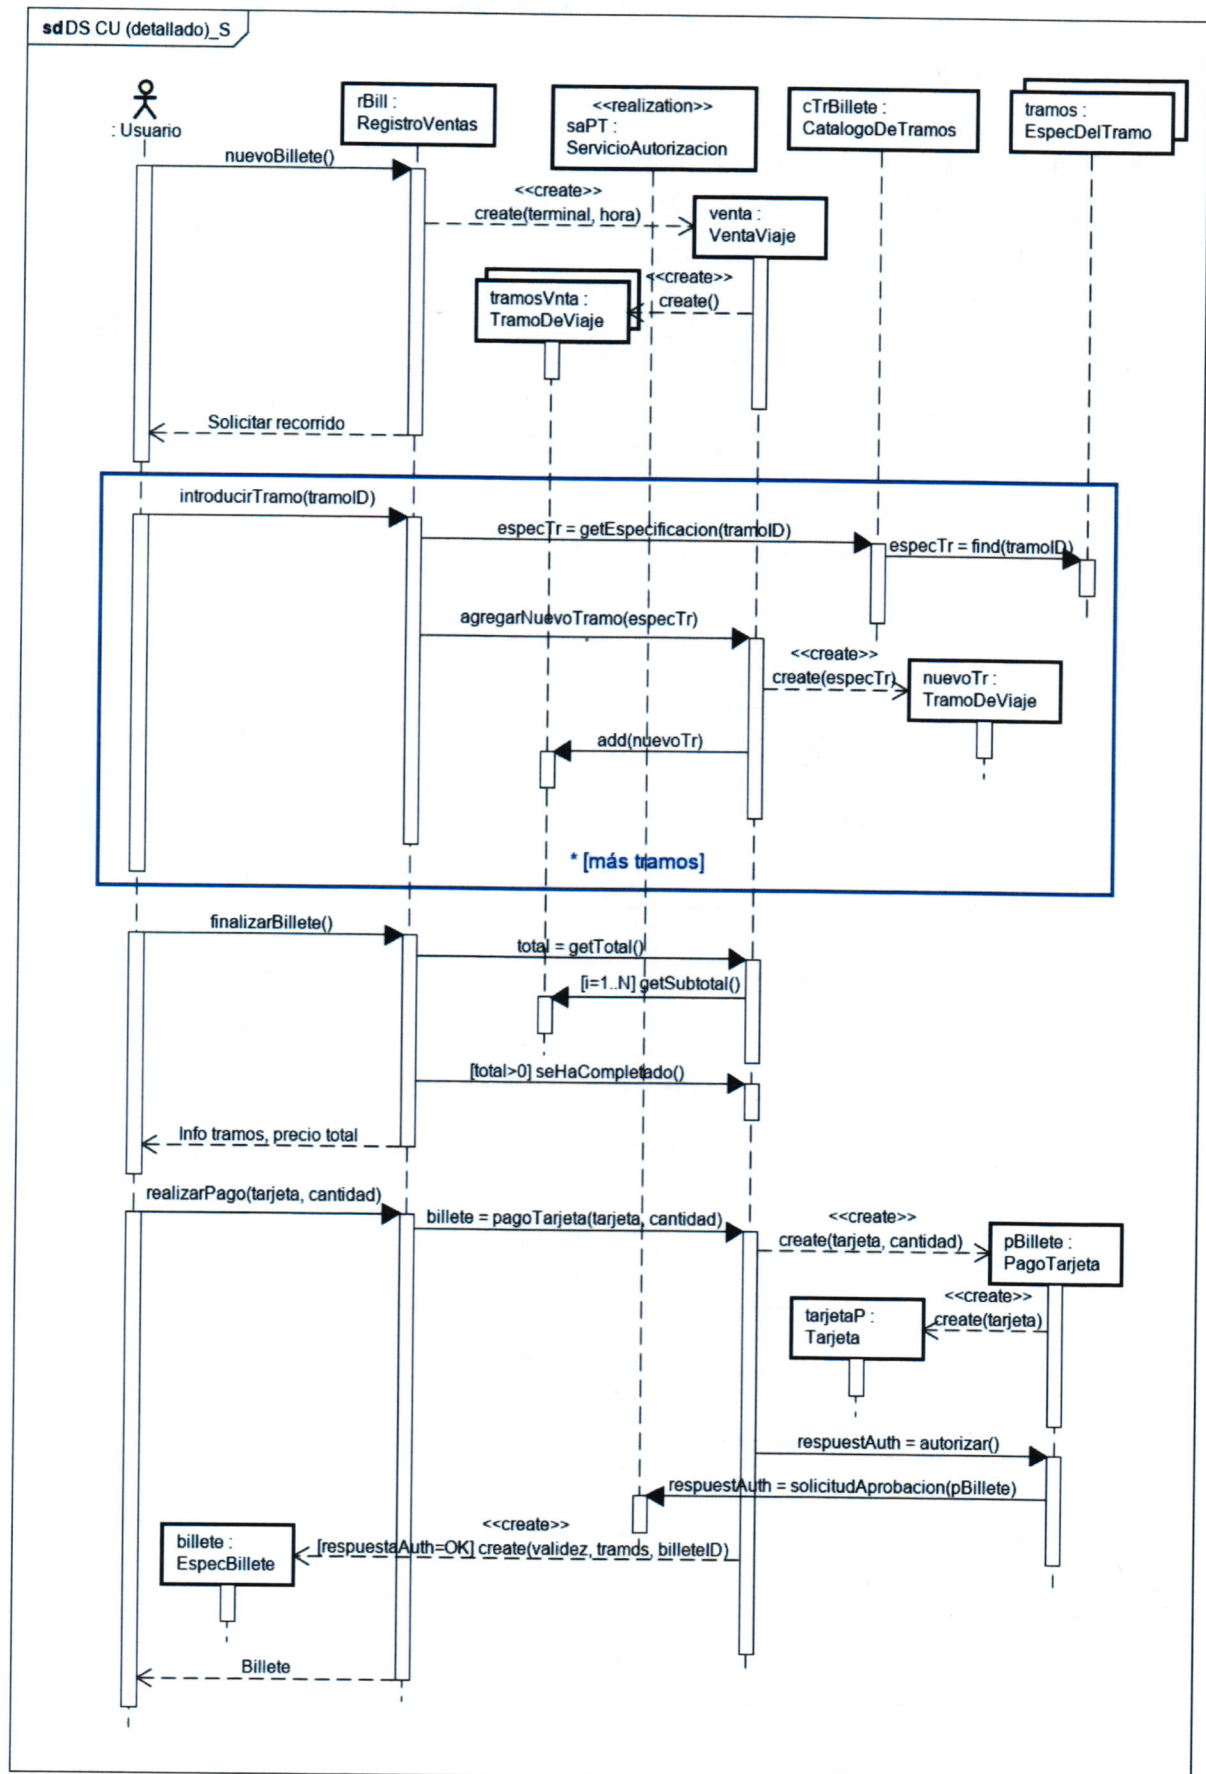 sd DS CU (detallado)_S
: Usuario
rBill :
RegistroVentas
<<realization>>
saPT :
ServicioAutorizacion
cTrBillete :
CatalogoDeTramos
tramos :
EspecDelTramo
nuevoBillete()
<<create>>
create(terminal, hora)
venta :
VentaViaje
tramosVnta :
TramoDeViaje
<<create>>
create()
Solicitar recorrido
introducirTramo(tramoID)
especTr = getEspecificacion(tramoID)
especTr = find(tramoID)
agregarNuevoTramo(especTr)
<<create>>
create(especTr)
nuevoTr :
TramoDeViaje
add(nuevoTr)
* [más tramos]
finalizarBillete()
total = getTotal()
[i=1..N] getSubtotal()
[total>0] seHaCompletado()
Info tramos, precio total
realizarPago(tarjeta, cantidad)
billete = pagoTarjeta(tarjeta, cantidad)
<<create>>
create(tarjeta, cantidad)
pBillete :
PagoTarjeta
<<create>>
create(tarjeta)
tarjetaP :
Tarjeta
respuestAuth = autorizar()
respuestAuth = solicitudAprobacion(pBillete)
<<create>>
[respuestaAuth=OK] create(validez, tramos, billeteID)
billete :
EspecBillete
Billete